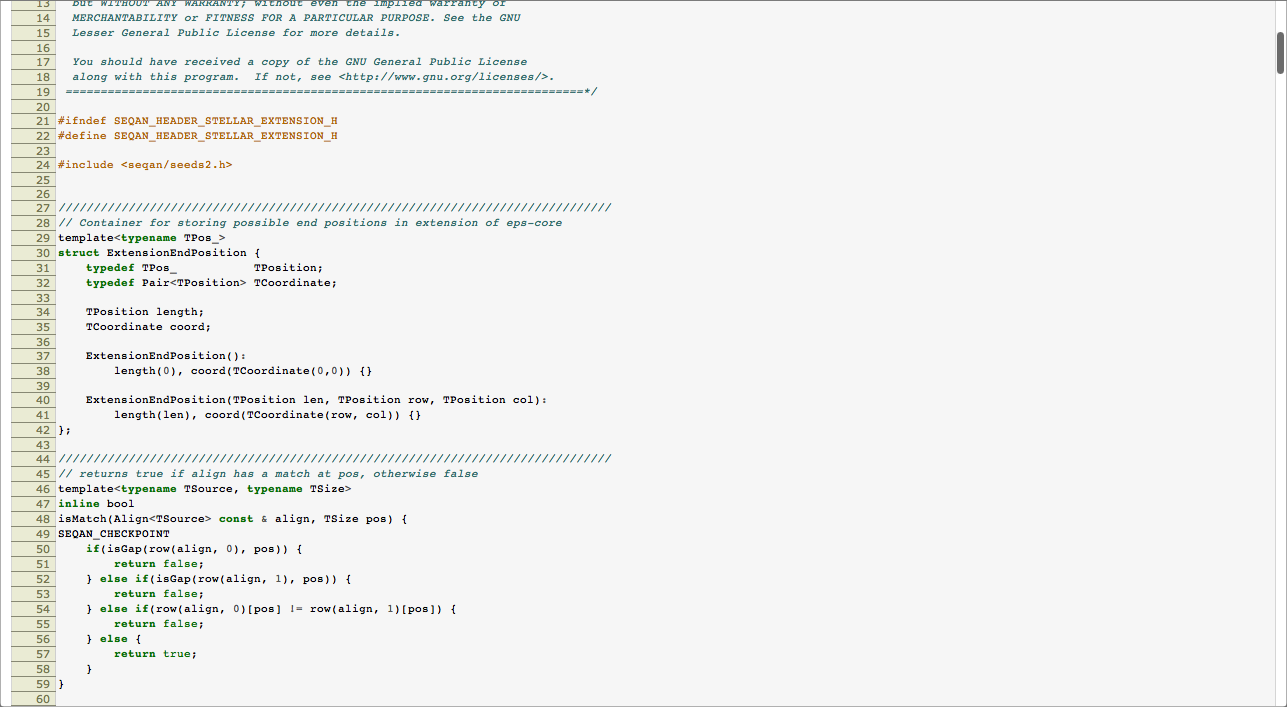 13 but WITHOUT ANY WARRANTY; without even the implied warranty of
14 MERCHANTABILITY or FITNESS FOR A PARTICULAR PURPOSE. See the GNU
15 Lesser General Public License for more details.
16
17 You should have received a copy of the GNU General Public License
18 along with this program.  If not, see <http://www.gnu.org/licenses/>.
19 ==========================================================================*/
20
21 #ifndef SEQAN_HEADER_STELLAR_EXTENSION_H
22 #define SEQAN_HEADER_STELLAR_EXTENSION_H
23
24 #include <seqan/seeds2.h>
25
26
27 ///////////////////////////////////////////////////////////////////////////////
28 // Container for storing possible end positions in extension of eps-core
29 template<typename TPos_>
30 struct ExtensionEndPosition {
31     typedef TPos_           TPosition;
32     typedef Pair<TPosition> TCoordinate;
33
34     TPosition length;
35     TCoordinate coord;
36
37     ExtensionEndPosition():
38         length(0), coord(TCoordinate(0,0)) {}
39
40     ExtensionEndPosition(TPosition len, TPosition row, TPosition col):
41         length(len), coord(TCoordinate(row, col)) {}
42 };
43
44 ///////////////////////////////////////////////////////////////////////////////
45 // returns true if align has a match at pos, otherwise false
46 template<typename TSource, typename TSize>
47 inline bool
48 isMatch(Align<TSource> const & align, TSize pos) {
49 SEQAN_CHECKPOINT
50     if(isGap(row(align, 0), pos)) {
51         return false;
52     } else if(isGap(row(align, 1), pos)) {
53         return false;
54     } else if(row(align, 0)[pos] != row(align, 1)[pos]) {
55         return false;
56     } else {
57         return true;
58     }
59 }
60